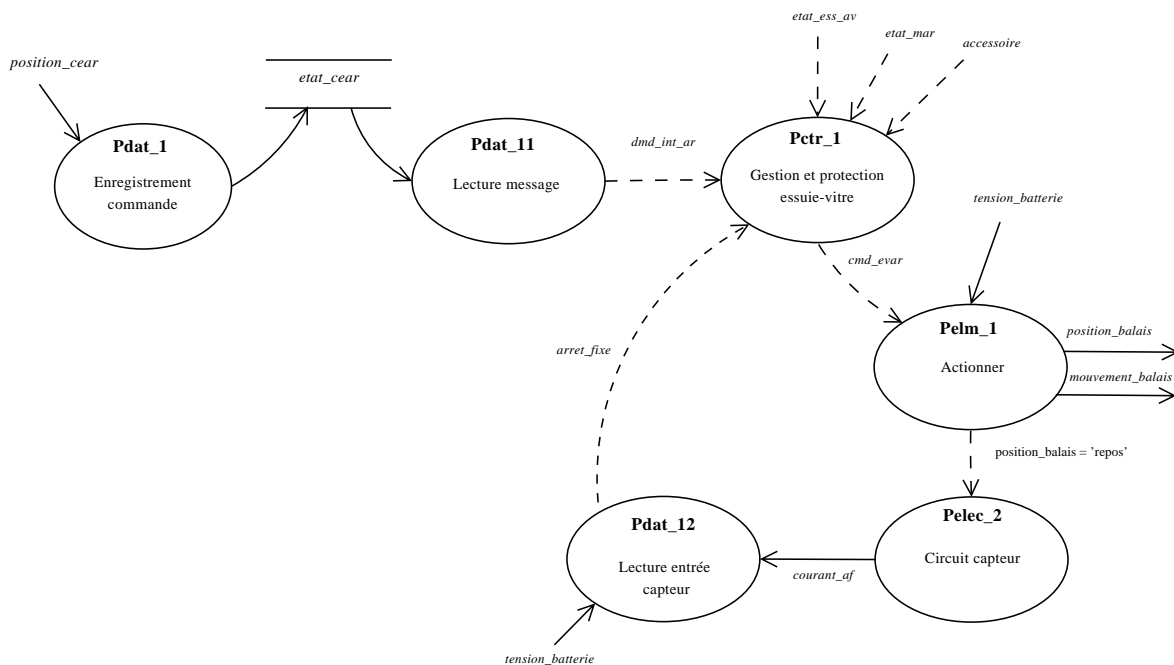 etat_ess_av
etat_mar
accessoire
position_cear
etat_cear
Pdat_1
Enregistrement
commande
Pdat_11
Lecture message
dmd_int_ar
Pctr_1
Gestion et protection
essuie-vitre
tension_batterie
cmd_evar
arret_fixe
Pelm_1
Actionner
position_balais
mouvement_balais
position_balais = ’repos’
Pdat_12
Lecture entrée
capteur
courant_af
Pelec_2
Circuit capteur
tension_batterie